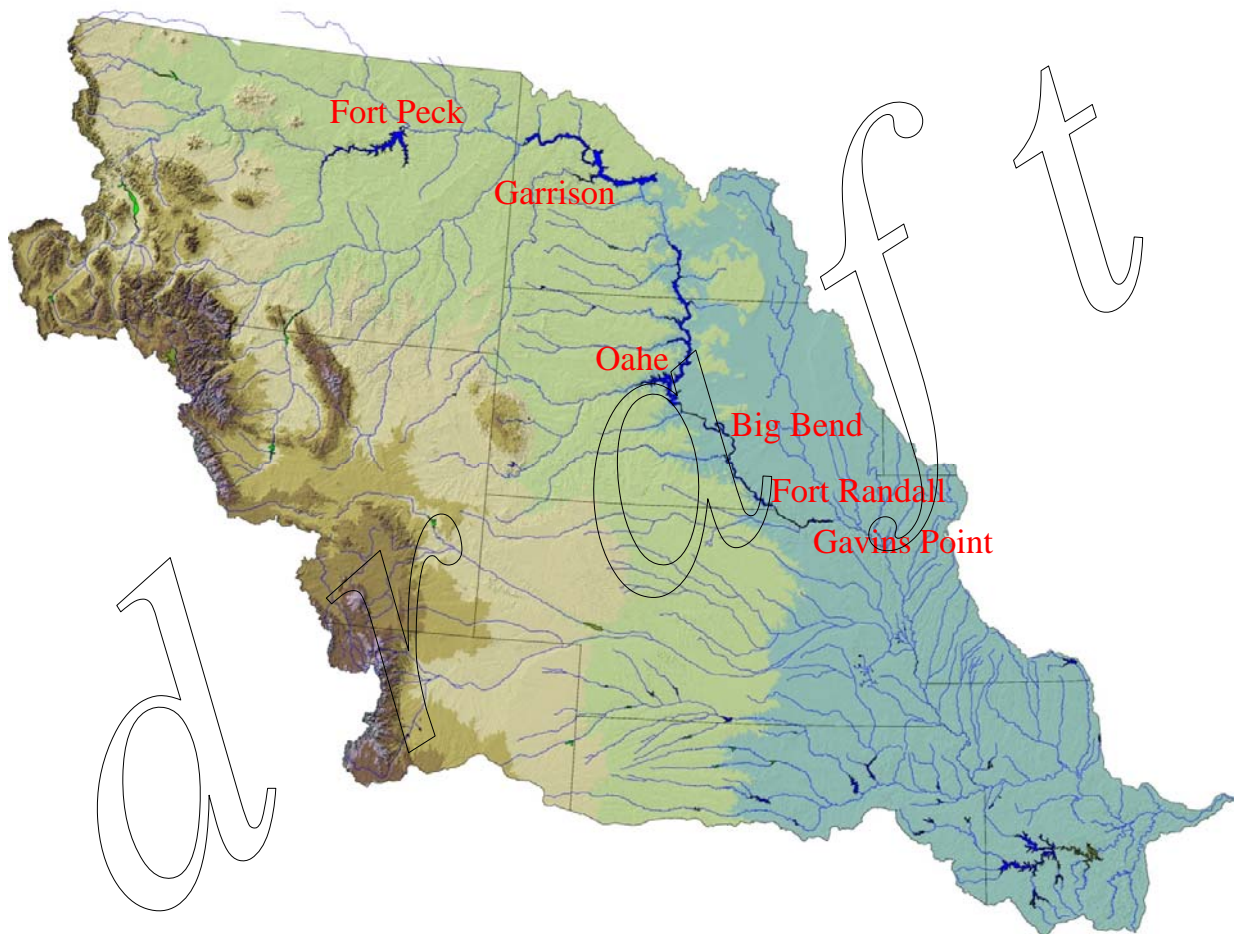 Fort Peck
Garrison
Oahe
Big Bend
Fort Randall
Gavins Point
draft